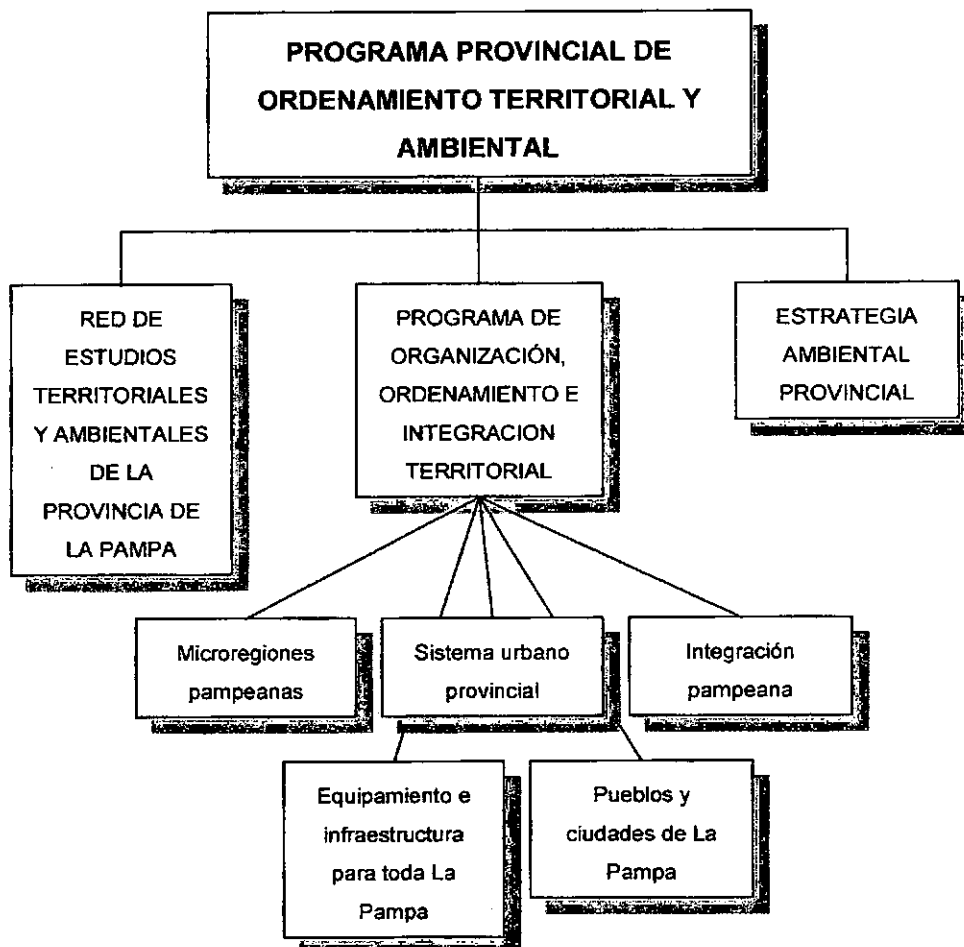 PROGRAMA PROVINCIAL DE
ORDENAMIENTO TERRITORIAL Y
AMBIENTAL
RED DE
ESTUDIOS
TERRITORIALES
Y AMBIENTALES
DE LA
PROVINCIA DE
LA PAMPA
PROGRAMA DE
ORGANIZACIÓN,
ORDENAMIENTO E
INTEGRACION
TERRITORIAL
ESTRATEGIA
AMBIENTAL
PROVINCIAL
Microregiones
pampeanas
Sistema urbano
provincial
Integración
pampeana
Equipamiento e
infraestructura
para toda La
Pampa
Pueblos y
ciudades de La
Pampa